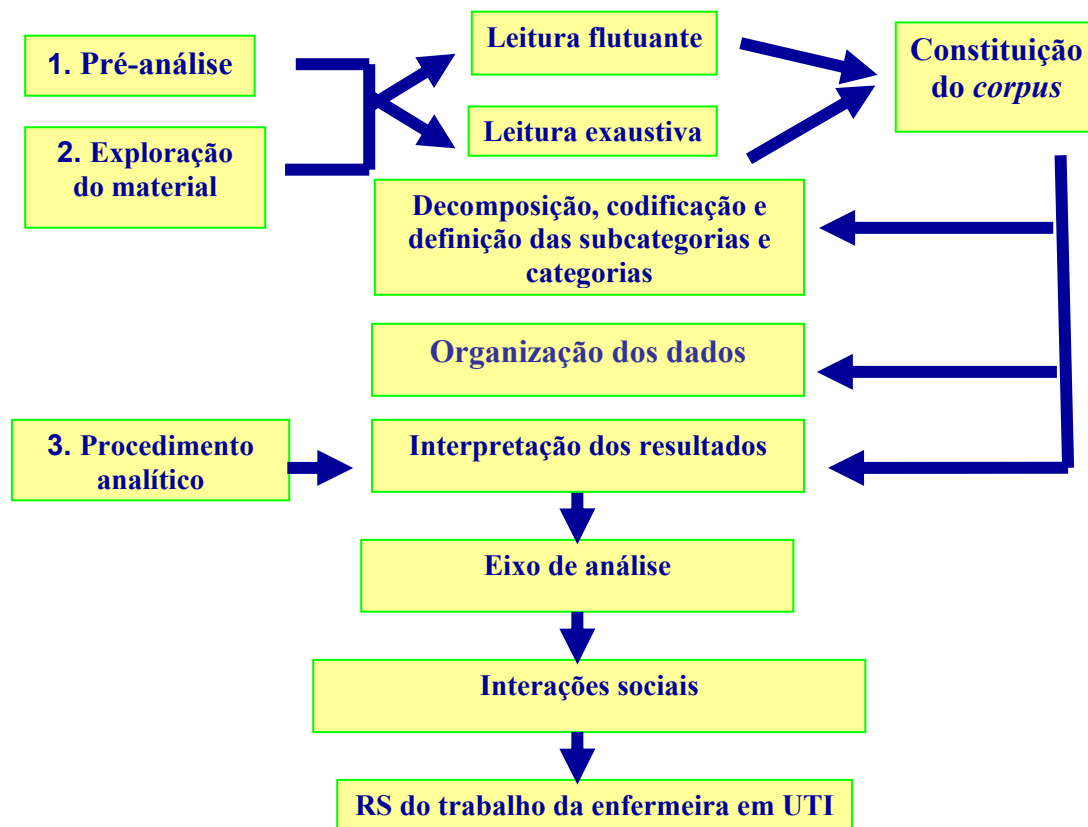 1. Pré-análise
2. Exploração
do material
Leitura flutuante
Leitura exaustiva
Constituição
do corpus
Decomposição, codificação e
definição das subcategorias e
categorias
Organização dos dados
3. Procedimento
analítico
Interpretação dos resultados
Eixo de análise
Interações sociais
RS do trabalho da enfermeira em UTI